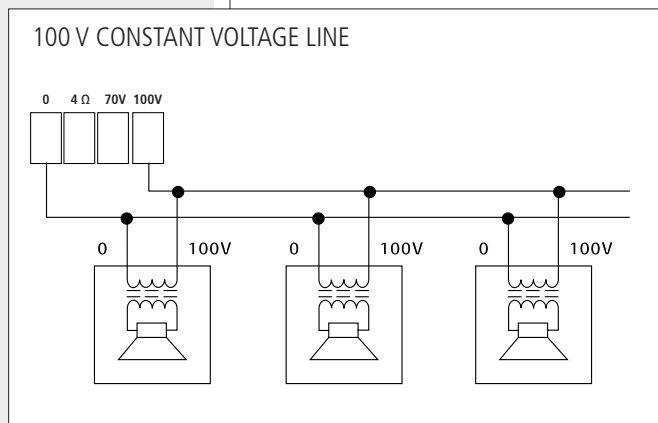 100 V CONSTANT VOLTAGE LINE
0 4 Ω 70V 100V
0 100V 0 100V 0 100V